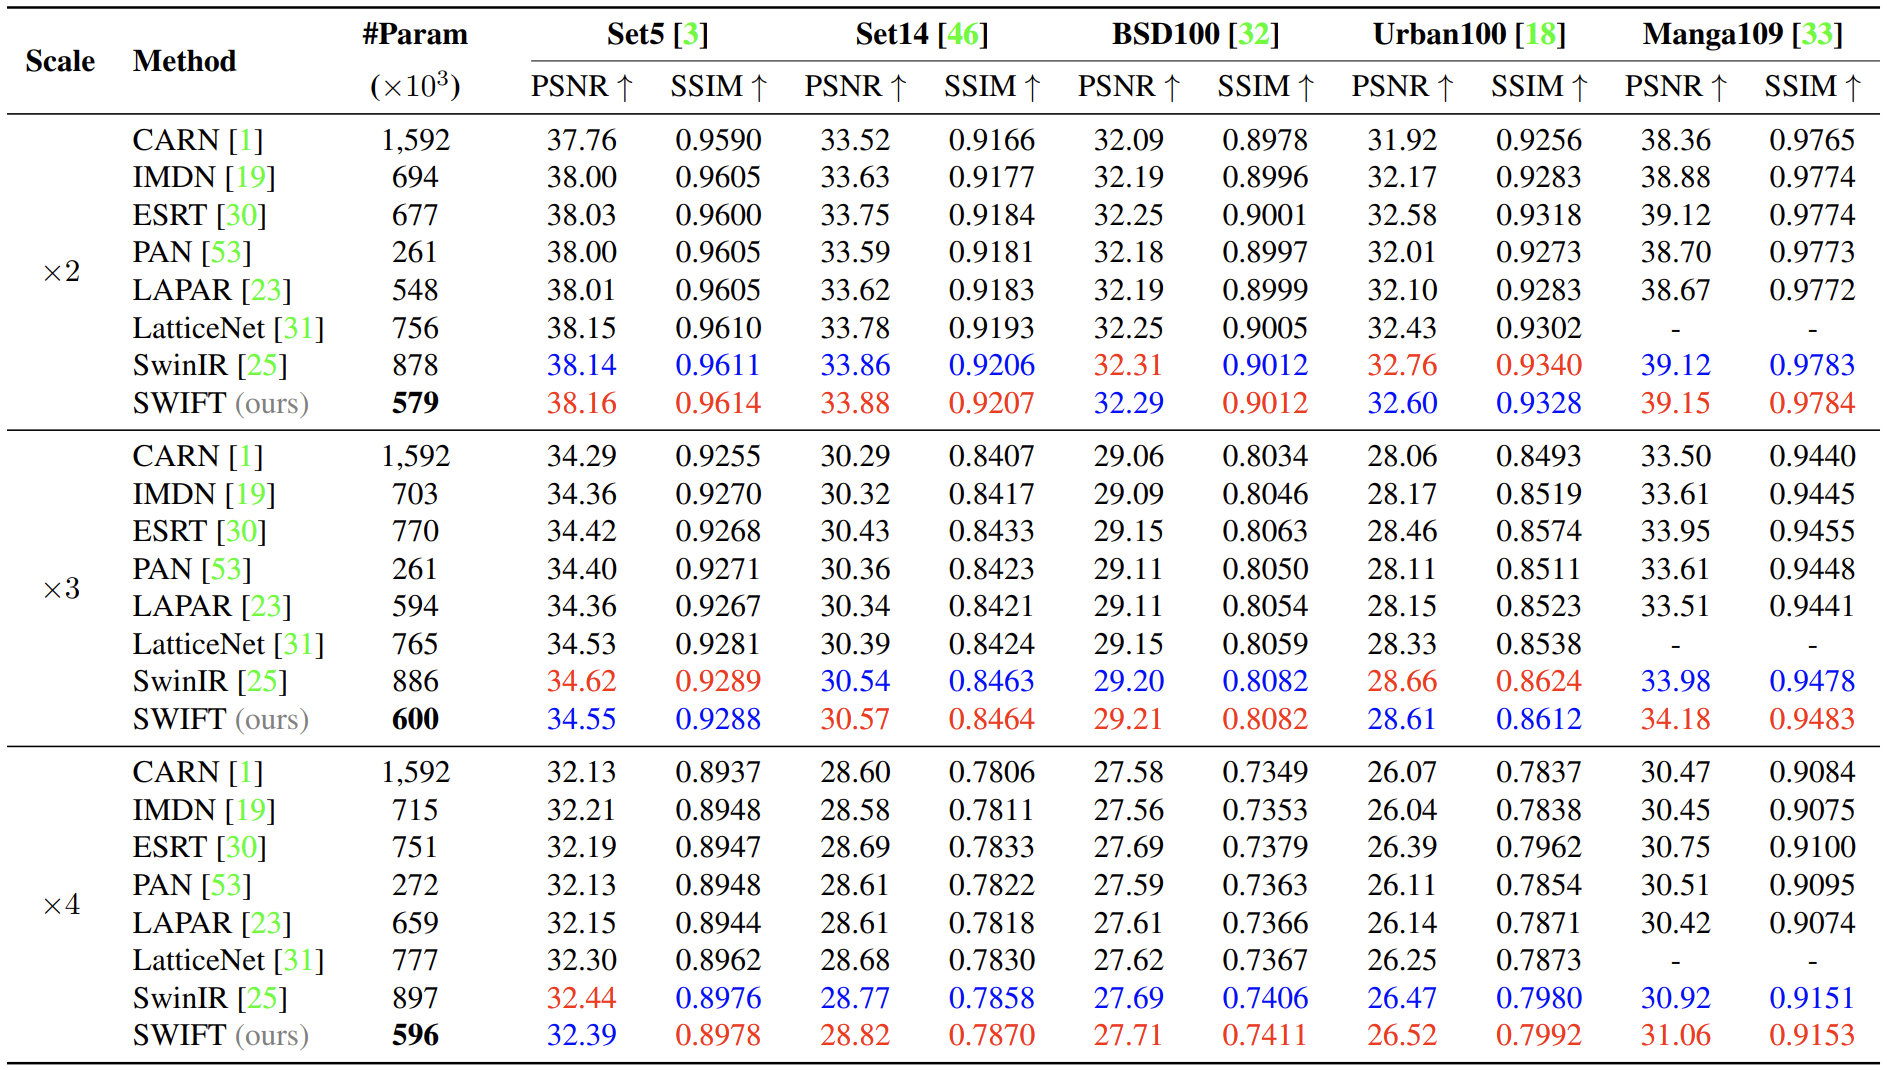 Scale Method #Param Set5 [3] Set14 [46] BSD100 [32] Urban100 [18] Manga109 [33]
(×10³) PSNR ↑ SSIM ↑ PSNR ↑ SSIM ↑ PSNR ↑ SSIM ↑ PSNR ↑ SSIM ↑ PSNR ↑ SSIM ↑
×2
CARN [1] 1,592 37.76 0.9590 33.52 0.9166 32.09 0.8978 31.92 0.9256 38.36 0.9765
IMDN [19] 694 38.00 0.9605 33.63 0.9177 32.19 0.8996 32.17 0.9283 38.88 0.9774
ESRT [30] 677 38.03 0.9600 33.75 0.9184 32.25 0.9001 32.58 0.9318 39.12 0.9774
PAN [53] 261 38.00 0.9605 33.59 0.9181 32.18 0.8997 32.01 0.9273 38.70 0.9773
LAPAR [23] 548 38.01 0.9605 33.62 0.9183 32.19 0.8999 32.10 0.9283 38.67 0.9772
LatticeNet [31] 756 38.15 0.9610 33.78 0.9193 32.25 0.9005 32.43 0.9302 - -
SwinIR [25] 878 38.14 0.9611 33.86 0.9206 32.31 0.9012 32.76 0.9340 39.12 0.9783
SWIFT (ours) 579 38.16 0.9614 33.88 0.9207 32.29 0.9012 32.60 0.9328 39.15 0.9784
×3
CARN [1] 1,592 34.29 0.9255 30.29 0.8407 29.06 0.8034 28.06 0.8493 33.50 0.9440
IMDN [19] 703 34.36 0.9270 30.32 0.8417 29.09 0.8046 28.17 0.8519 33.61 0.9445
ESRT [30] 770 34.42 0.9268 30.43 0.8433 29.15 0.8063 28.46 0.8574 33.95 0.9455
PAN [53] 261 34.40 0.9271 30.36 0.8423 29.11 0.8050 28.11 0.8511 33.61 0.9448
LAPAR [23] 594 34.36 0.9267 30.34 0.8421 29.11 0.8054 28.15 0.8523 33.51 0.9441
LatticeNet [31] 765 34.53 0.9281 30.39 0.8424 29.15 0.8059 28.33 0.8538 - -
SwinIR [25] 886 34.62 0.9289 30.54 0.8463 29.20 0.8082 28.66 0.8624 33.98 0.9478
SWIFT (ours) 600 34.55 0.9288 30.57 0.8464 29.21 0.8082 28.61 0.8612 34.18 0.9483
×4
CARN [1] 1,592 32.13 0.8937 28.60 0.7806 27.58 0.7349 26.07 0.7837 30.47 0.9084
IMDN [19] 715 32.21 0.8948 28.58 0.7811 27.56 0.7353 26.04 0.7838 30.45 0.9075
ESRT [30] 751 32.19 0.8947 28.69 0.7833 27.69 0.7379 26.39 0.7962 30.75 0.9100
PAN [53] 272 32.13 0.8948 28.61 0.7822 27.59 0.7363 26.11 0.7854 30.51 0.9095
LAPAR [23] 659 32.15 0.8944 28.61 0.7818 27.61 0.7366 26.14 0.7871 30.42 0.9074
LatticeNet [31] 777 32.30 0.8962 28.68 0.7830 27.62 0.7367 26.25 0.7873 - -
SwinIR [25] 897 32.44 0.8976 28.77 0.7858 27.69 0.7406 26.47 0.7980 30.92 0.9151
SWIFT (ours) 596 32.39 0.8978 28.82 0.7870 27.71 0.7411 26.52 0.7992 31.06 0.9153